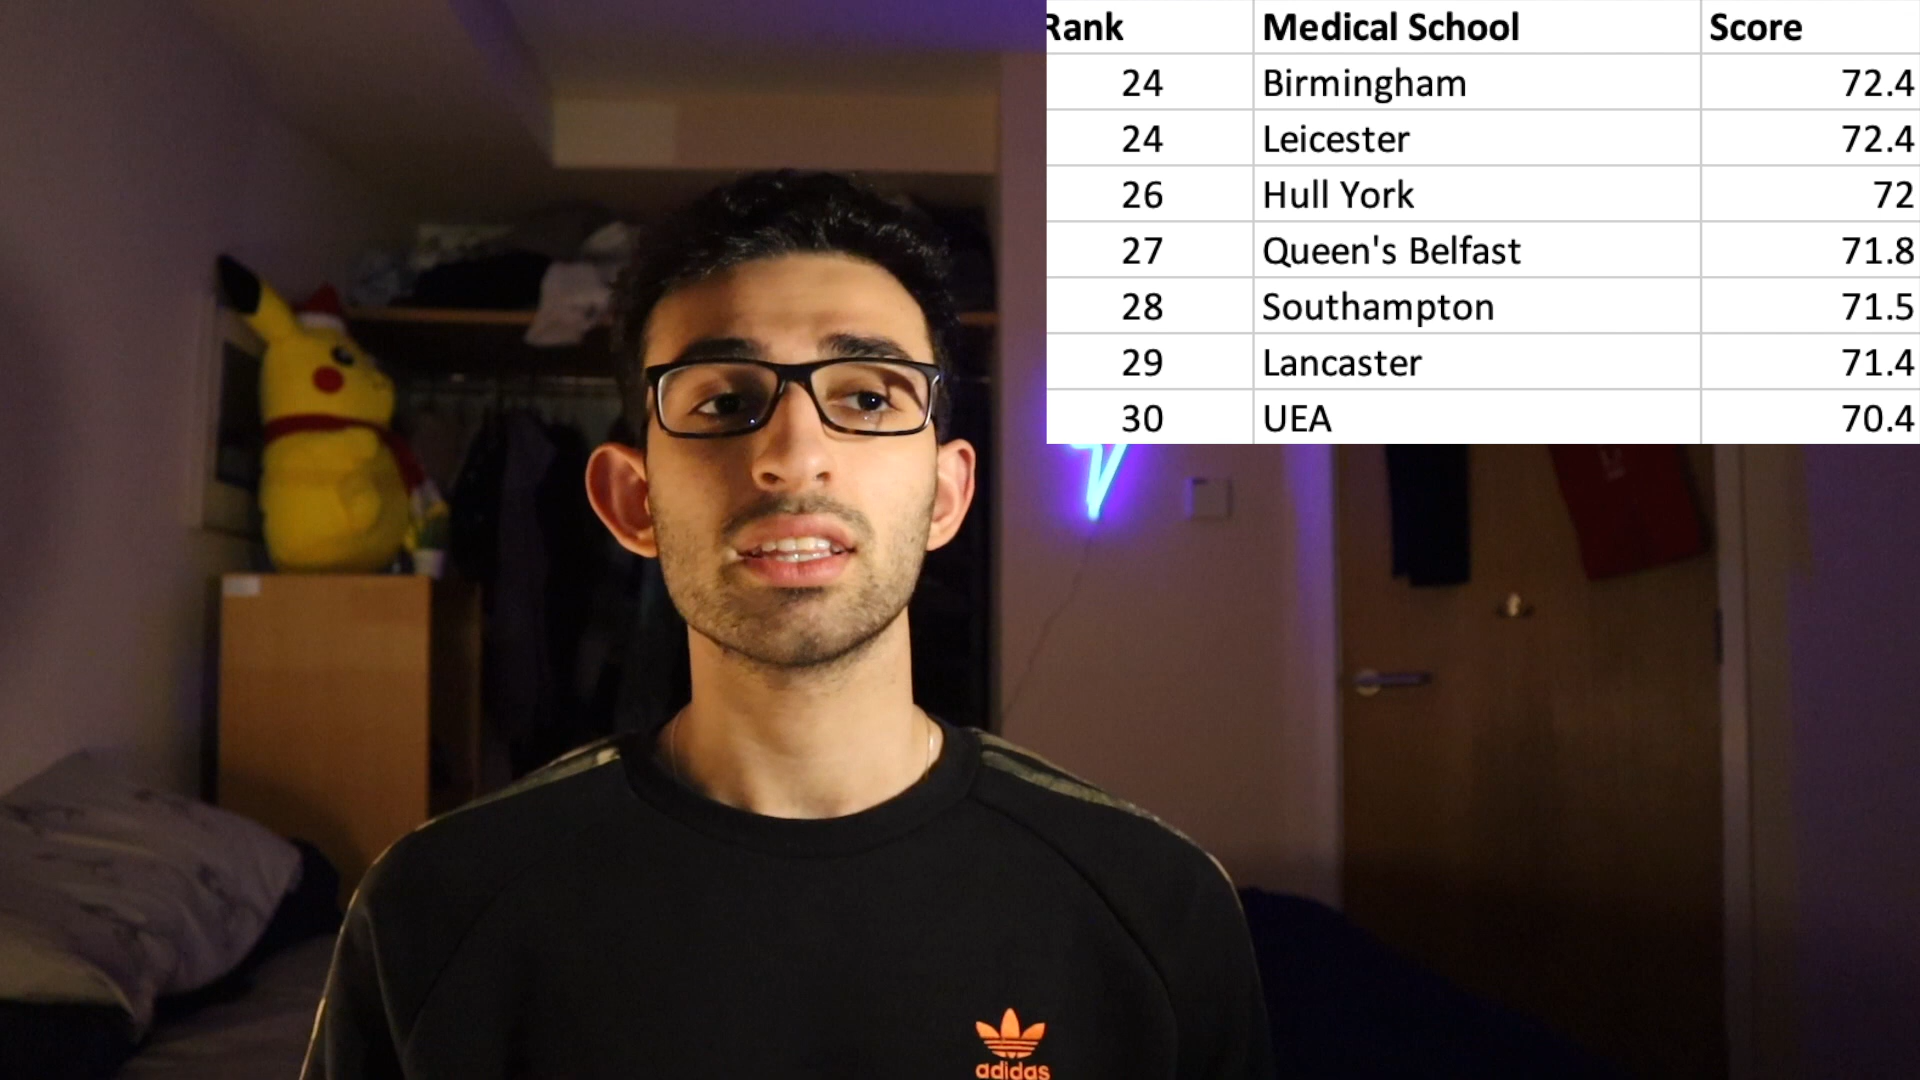 Rank Medical School Score
24 Birmingham 72.4
24 Leicester 72.4
26 Hull York 72
27 Queen's Belfast 71.8
28 Southampton 71.5
29 Lancaster 71.4
30 UEA 70.4
adidas